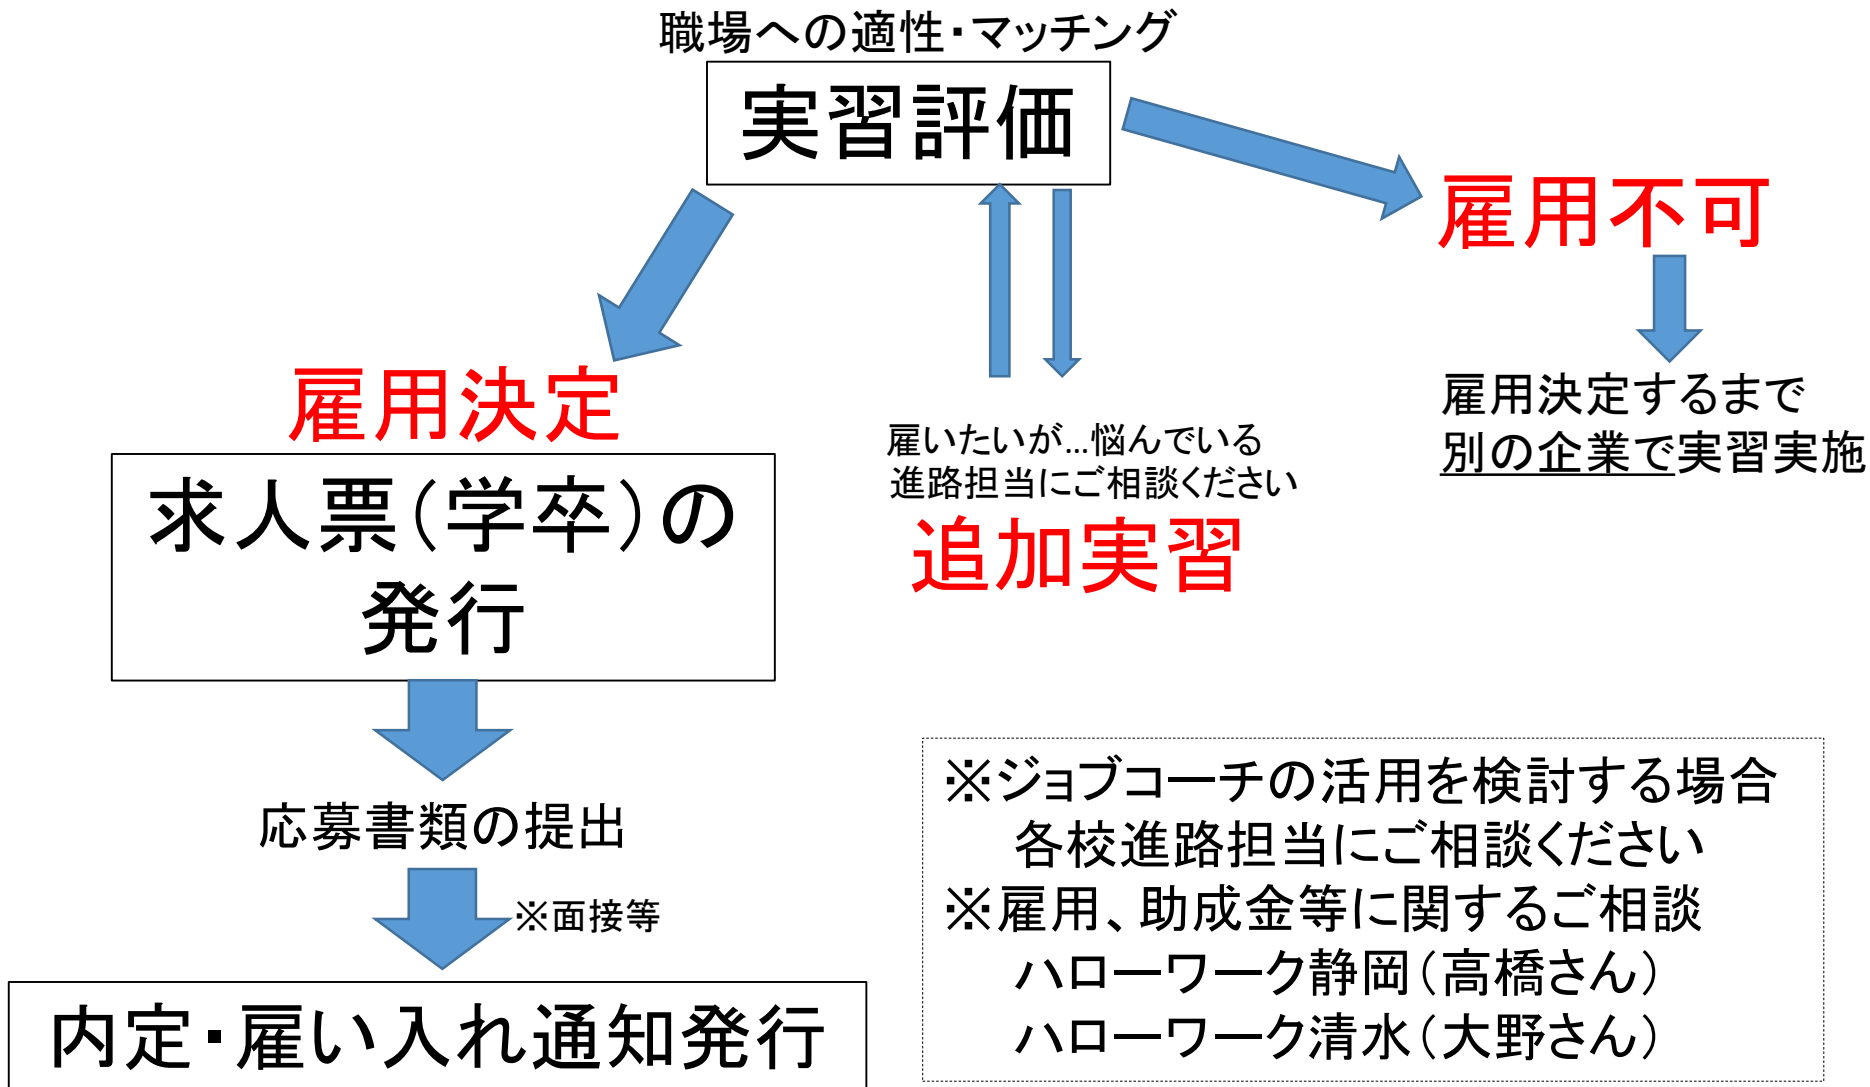 職場への適性・マッチング
実習評価
雇用不可
雇用決定するまで
別の企業で実習実施
雇いたいが…悩んでいる
進路担当にご相談ください
追加実習
雇用決定
求人票（学卒）の
発行
応募書類の提出
※面接等
内定・雇い入れ通知発行
※ジョブコーチの活用を検討する場合
各校進路担当にご相談ください
※雇用、助成金等に関するご相談
ハローワーク静岡（高橋さん）
ハローワーク清水（大野さん）